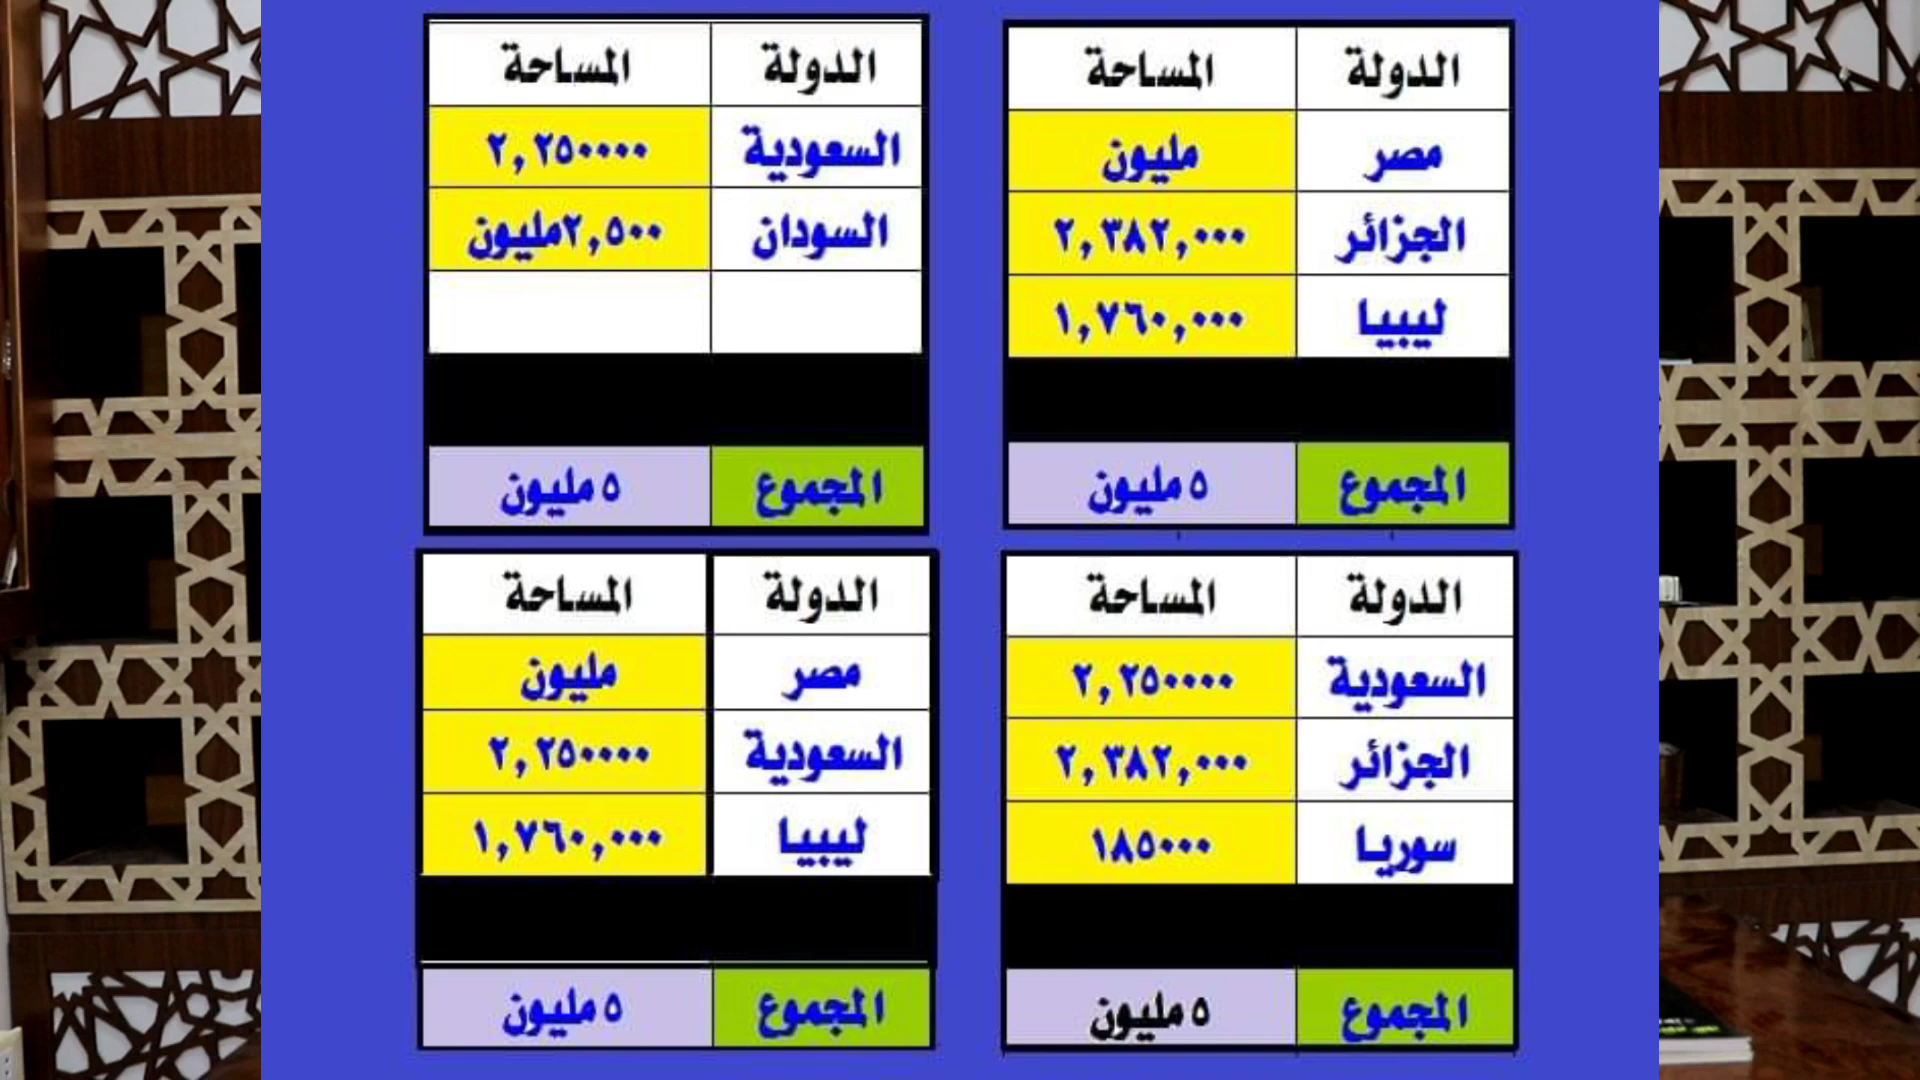 الدولة المساحة
مصر مليون
الجزائر ٢,٣٨٢,٠٠٠
ليبيا ١,٧٦٠,٠٠٠
المجموع ٥ مليون
الدولة المساحة
السعودية ٢,٢٥٠٠٠٠
السودان ٢,٥٠٠مليون
المجموع ٥ مليون
الدولة المساحة
السعودية ٢,٢٥٠٠٠٠
الجزائر ٢,٣٨٢,٠٠٠
سوريا ١٨٥٠٠٠
المجموع ٥ مليون
الدولة المساحة
مصر مليون
السعودية ٢,٢٥٠٠٠٠
ليبيا ١,٧٦٠,٠٠٠
المجموع ٥ مليون